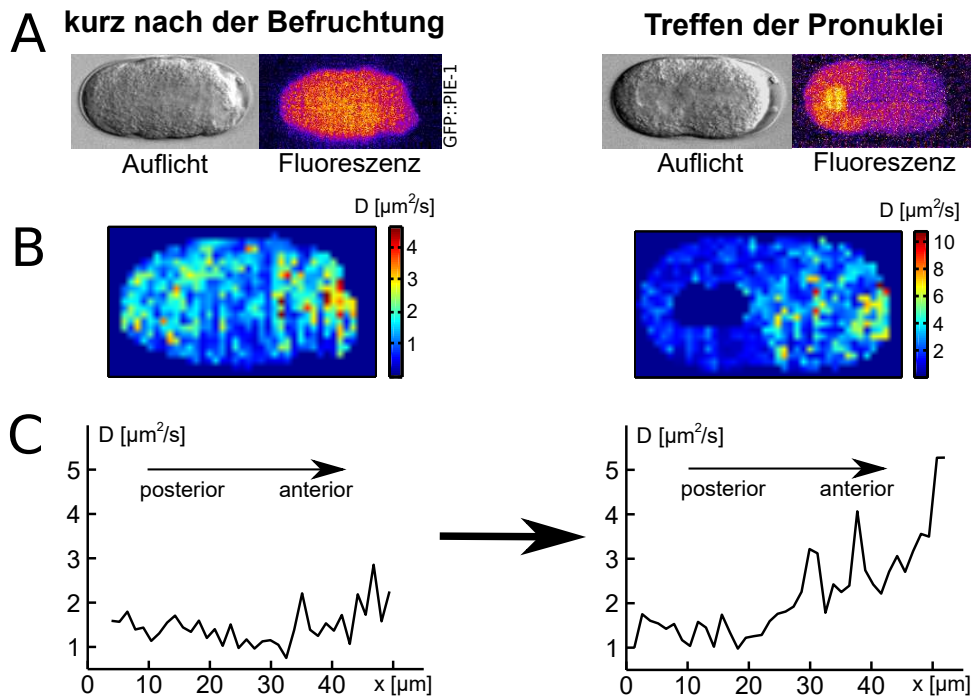 A
kurz nach der Befruchtung
Treffen der Pronuklei
GFP::PIE-1
Auflicht
Fluoreszenz
Auflicht
Fluoreszenz
B
D [µm²/s]
4
3
2
1
D [µm²/s]
10
8
6
4
2
C
D [µm²/s]
5
4
3
2
1
posterior
anterior
0 10 20 30 40 x [µm]
D [µm²/s]
5
4
3
2
1
posterior
anterior
0 10 20 30 40 x [µm]